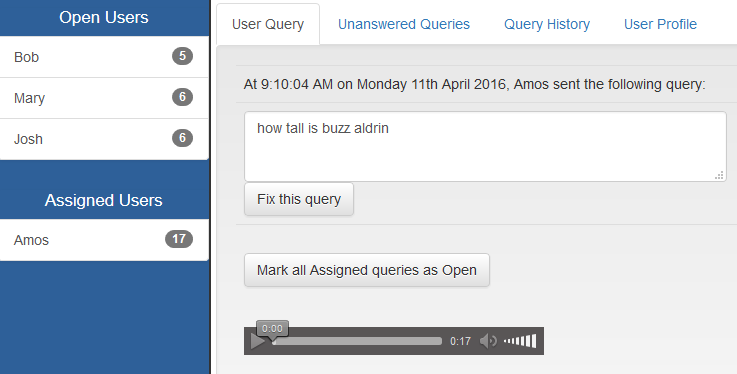 Open Users
Bob 5
Mary 6
Josh 6
Assigned Users
Amos 17
User Query Unanswered Queries Query History User Profile
At 9:10:04 AM on Monday 11th April 2016, Amos sent the following query:
how tall is buzz aldrin
Fix this query
Mark all Assigned queries as Open
0:00
0:17